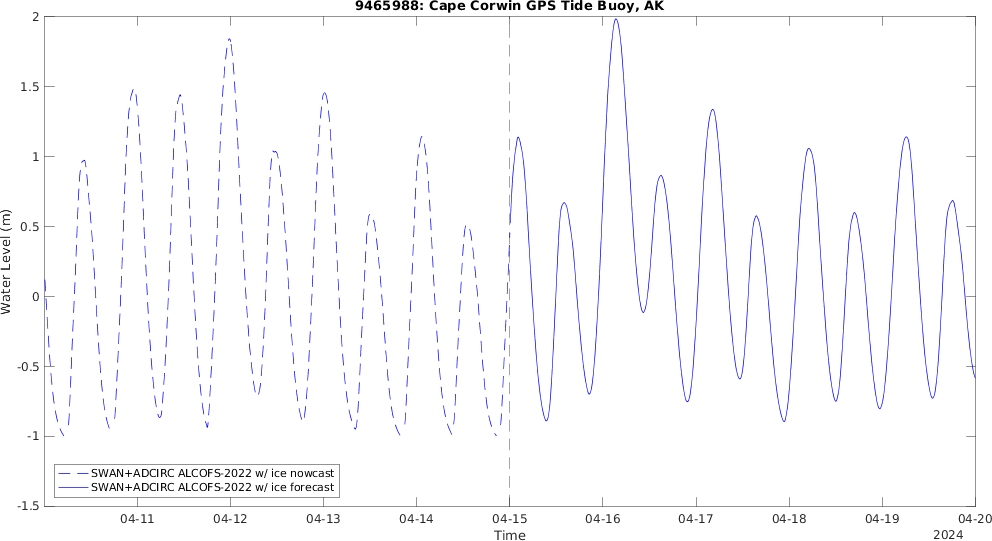 9465988: Cape Corwin GPS Tide Buoy, AK
Water Level (m)
2
1.5
1
0.5
0
-0.5
-1
-1.5
SWAN+ADCIRC ALCOFS-2022 w/ ice nowcast
SWAN+ADCIRC ALCOFS-2022 w/ ice forecast
04-11 04-12 04-13 04-14 04-15 04-16 04-17 04-18 04-19 04-20
Time
2024